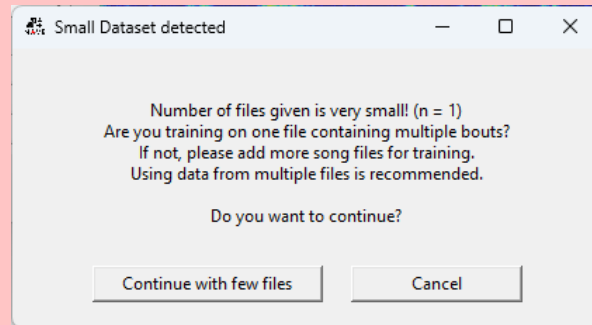 Small Dataset detected
Number of files given is very small! (n = 1)
Are you training on one file containing multiple bouts?
If not, please add more song files for training.
Using data from multiple files is recommended.
Do you want to continue?
Continue with few files
Cancel